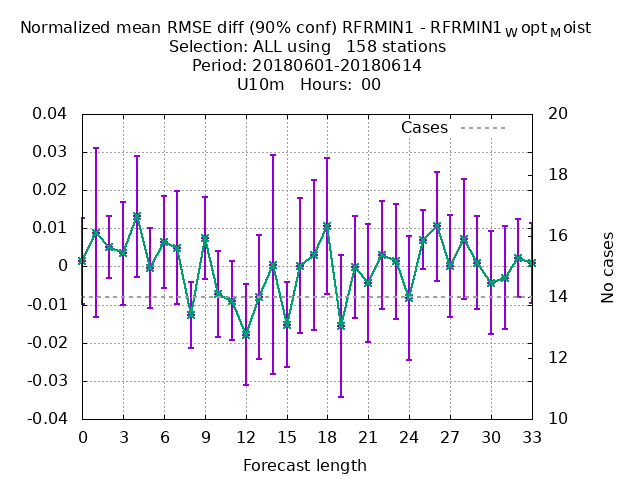 Normalized mean RMSE diff (90% conf) RFRMIN1 - RFRMIN1WoptMoist
Selection: ALL using   158 stations
Period: 20180601-20180614
U10m   Hours:  00
Cases
0.04
0.03
0.02
0.01
0
-0.01
-0.02
-0.03
-0.04
20
18
16
14
12
10
No cases
0 3 6 9 12 15 18 21 24 27 30 33
Forecast length